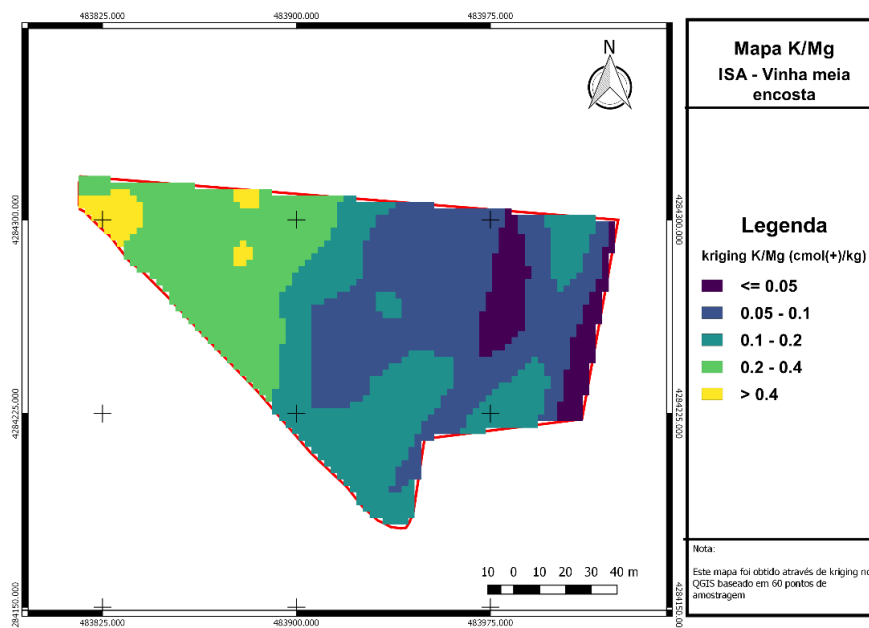 483825.000 483900.000 483975.000
N
4284300.000 4284300.000
4284225.000 4284225.000
4284150.000 4284150.00
10 0 10 20 30 40 m
483825.000 483900.000 483975.000
Mapa K/Mg
ISA - Vinha meia
encosta
Legenda
kriging K/Mg (cmol(+)/kg)
<= 0.05
0.05 - 0.1
0.1 - 0.2
0.2 - 0.4
> 0.4
Nota:
Este mapa foi obtido através de kriging no
QGIS baseado em 60 pontos de
amostragem